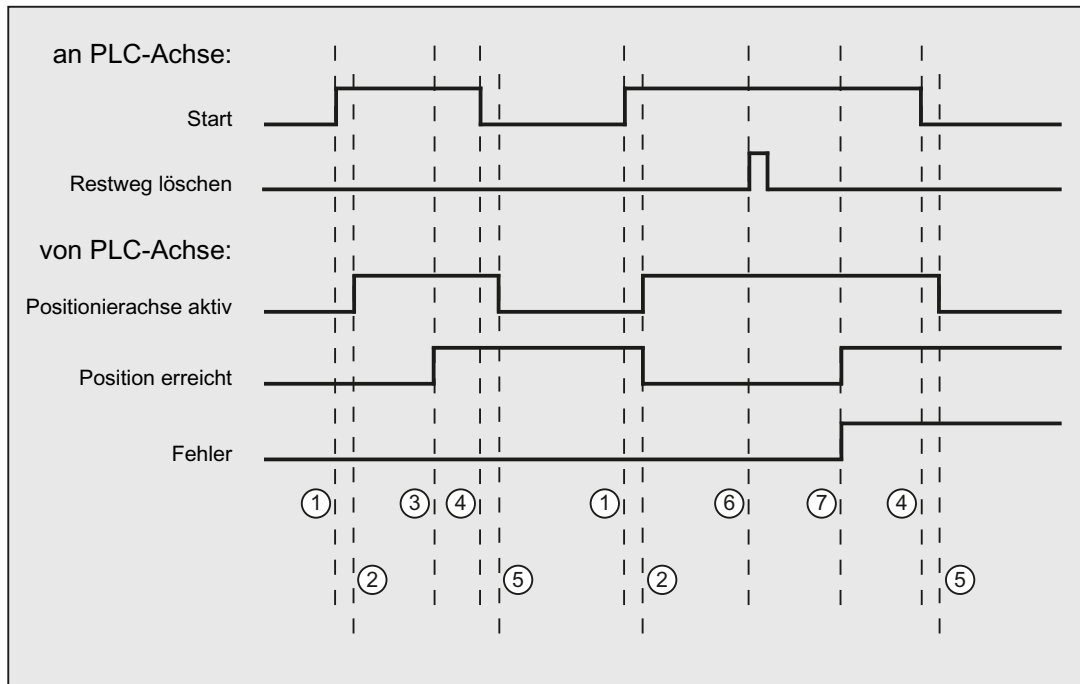 an PLC-Achse:
Start
Restweg löschen
von PLC-Achse:
Positionierachse aktiv
Position erreicht
Fehler
1 3 4 1 6 7 4
2 5 2 5